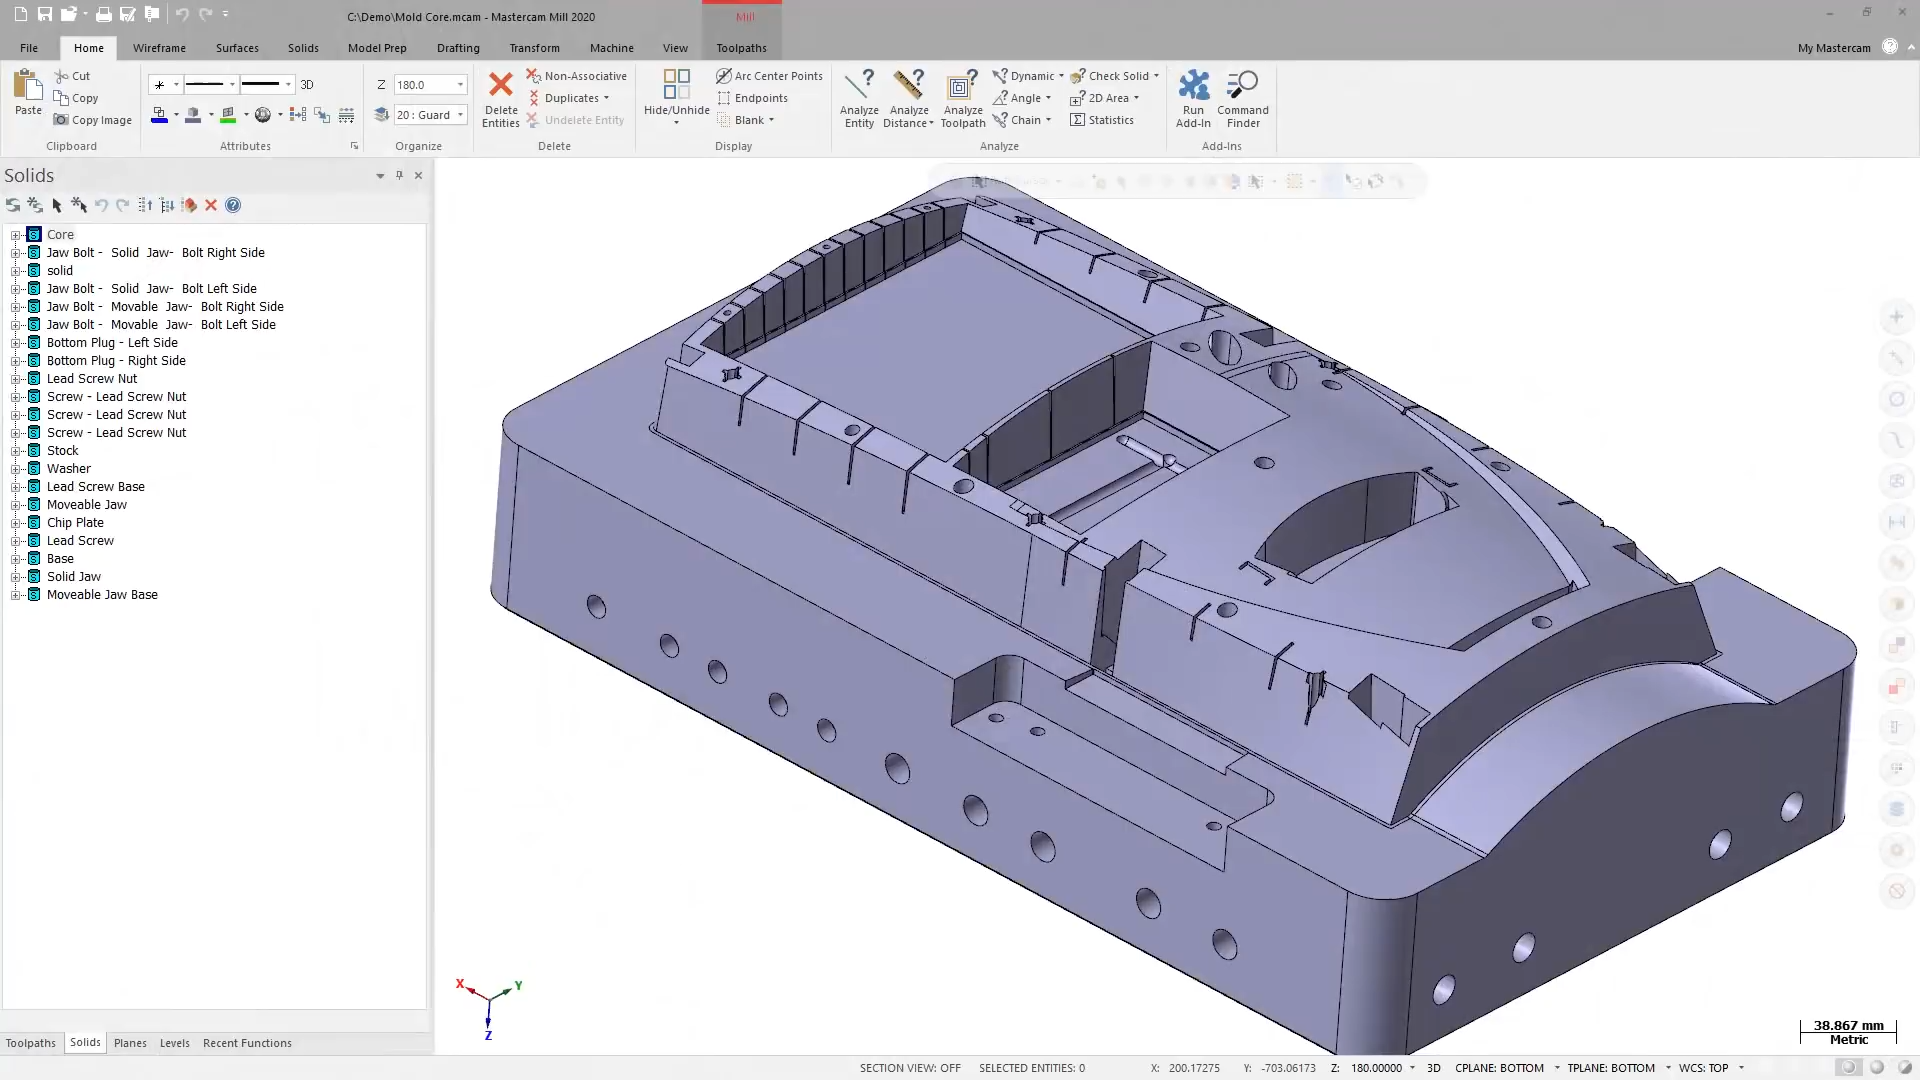 C:\Demo\Mold Core.mcam - Mastercam Mill 2020
Mill
File Home Wireframe Surfaces Solids Model Prep Drafting Transform Machine View Toolpaths My Mastercam
Paste
Cut
Copy
Copy Image
Clipboard
3D
Attributes
Z 180.0
20 : Guard
Organize
Delete Entities
Non-Associative
Duplicates
Undelete Entity
Delete
Hide/Unhide
Arc Center Points
Endpoints
Blank
Display
Analyze Entity
Analyze Distance
Analyze Toolpath
Dynamic
Angle
Chain
Check Solid
2D Area
Statistics
Analyze
Run Add-In
Command Finder
Add-Ins
Solids
Core
Jaw Bolt - Solid Jaw- Bolt Right Side
solid
Jaw Bolt - Solid Jaw- Bolt Left Side
Jaw Bolt - Movable Jaw- Bolt Right Side
Jaw Bolt - Movable Jaw- Bolt Left Side
Bottom Plug - Left Side
Bottom Plug - Right Side
Lead Screw Nut
Screw - Lead Screw Nut
Screw - Lead Screw Nut
Screw - Lead Screw Nut
Stock
Washer
Lead Screw Base
Moveable Jaw
Chip Plate
Lead Screw
Base
Solid Jaw
Moveable Jaw Base
X Y
Z
38.867 mm
Metric
Toolpaths Solids Planes Levels Recent Functions
SECTION VIEW: OFF SELECTED ENTITIES: 0 X: 200.17275 Y: -703.06173 Z: 180.00000 3D CPLANE: BOTTOM TPLANE: BOTTOM WCS: TOP